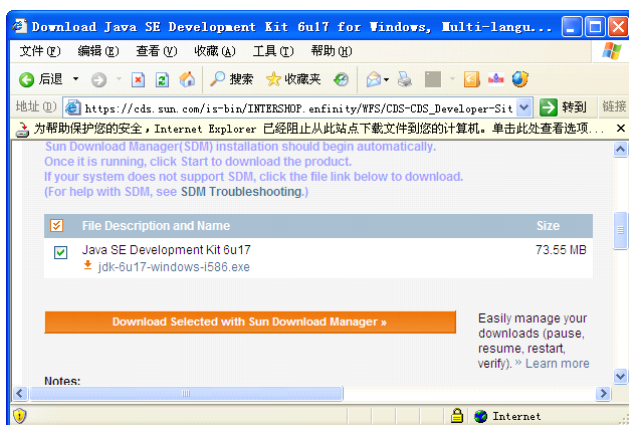 Download Java SE Development Kit 6u17 for Windows, Multi-langu...
文件(F) 编辑(E) 查看(V) 收藏(A) 工具(T) 帮助(H)
后退 搜索 收藏夹
地址(D) https://cds.sun.com/is-bin/INTERSHOP.enfinity/WFS/CDS-CDS_Developer-Sit 转到 链接
为帮助保护您的安全，Internet Explorer 已经阻止从此站点下载文件到您的计算机。单击此处查看选项...
Sun Download Manager(SDM) installation should begin automatically.
Once it is running, click Start to download the product.
If your system does not support SDM, click the file link below to download.
(For help with SDM, see SDM Troubleshooting.)
File Description and Name Size
Java SE Development Kit 6u17 73.55 MB
jdk-6u17-windows-i586.exe
Download Selected with Sun Download Manager »
Easily manage your
downloads (pause,
resume, restart,
verify). » Learn more
Notes:
Internet